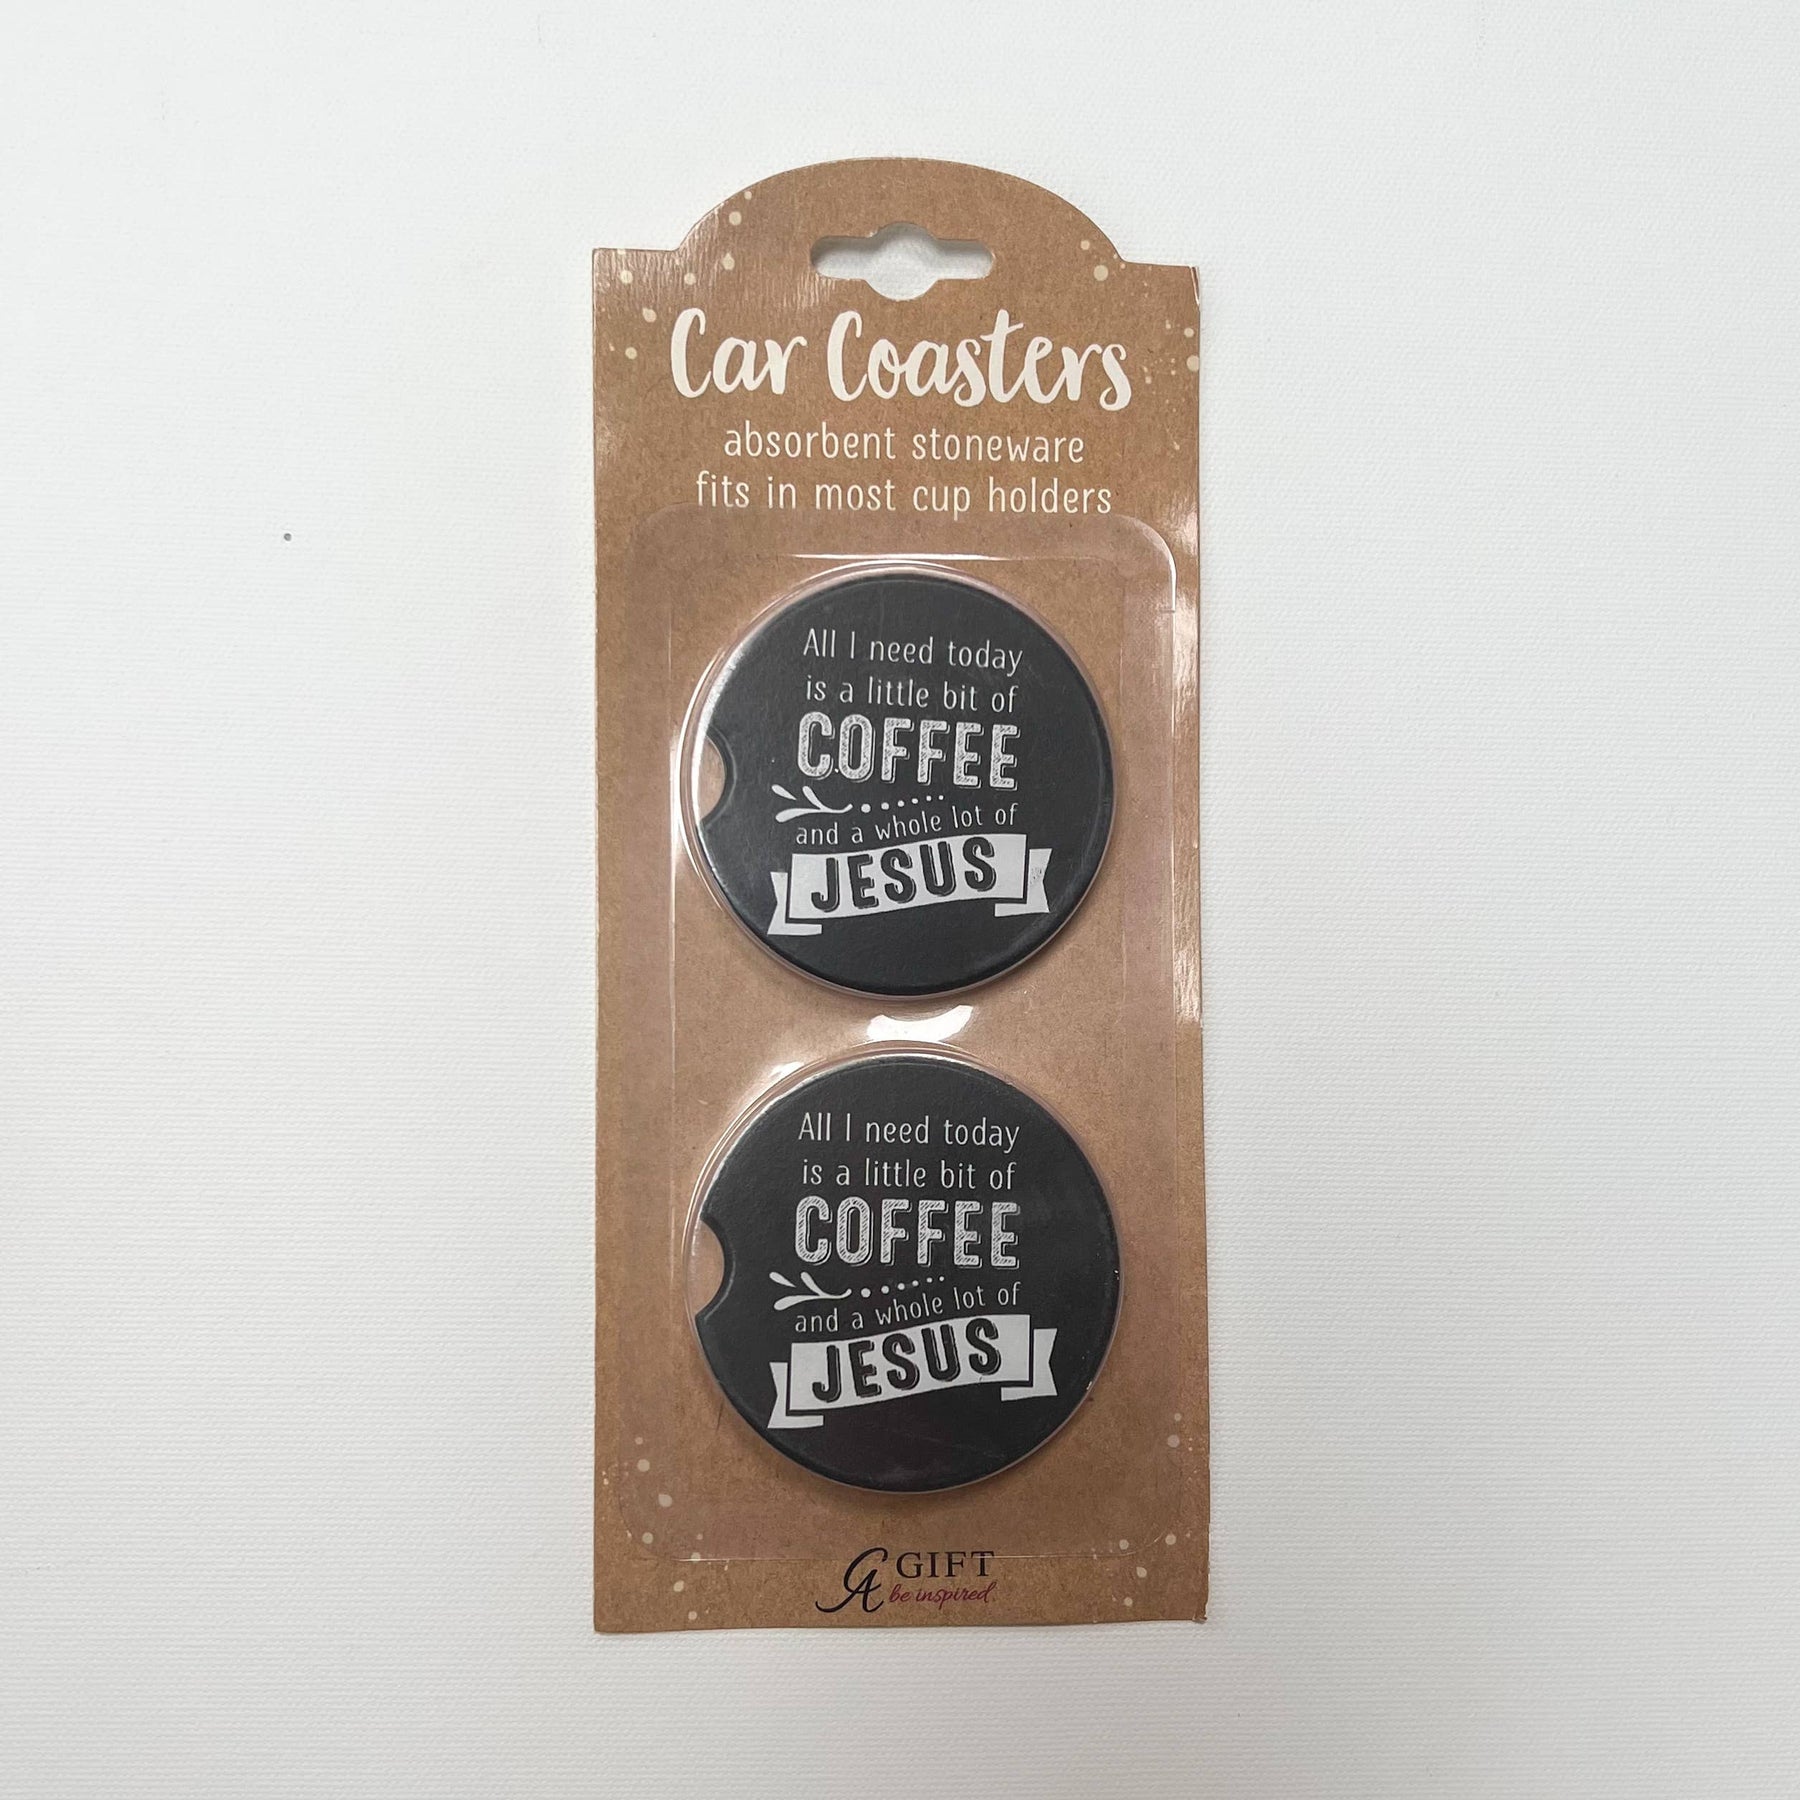 Car Coasters
absorbent stoneware
fits in most cup holders
All I need today
is a little bit of
COFFEE
and a whole lot of
JESUS
All I need today
is a little bit of
COFFEE
and a whole lot of
JESUS
CA GIFT
be inspired.